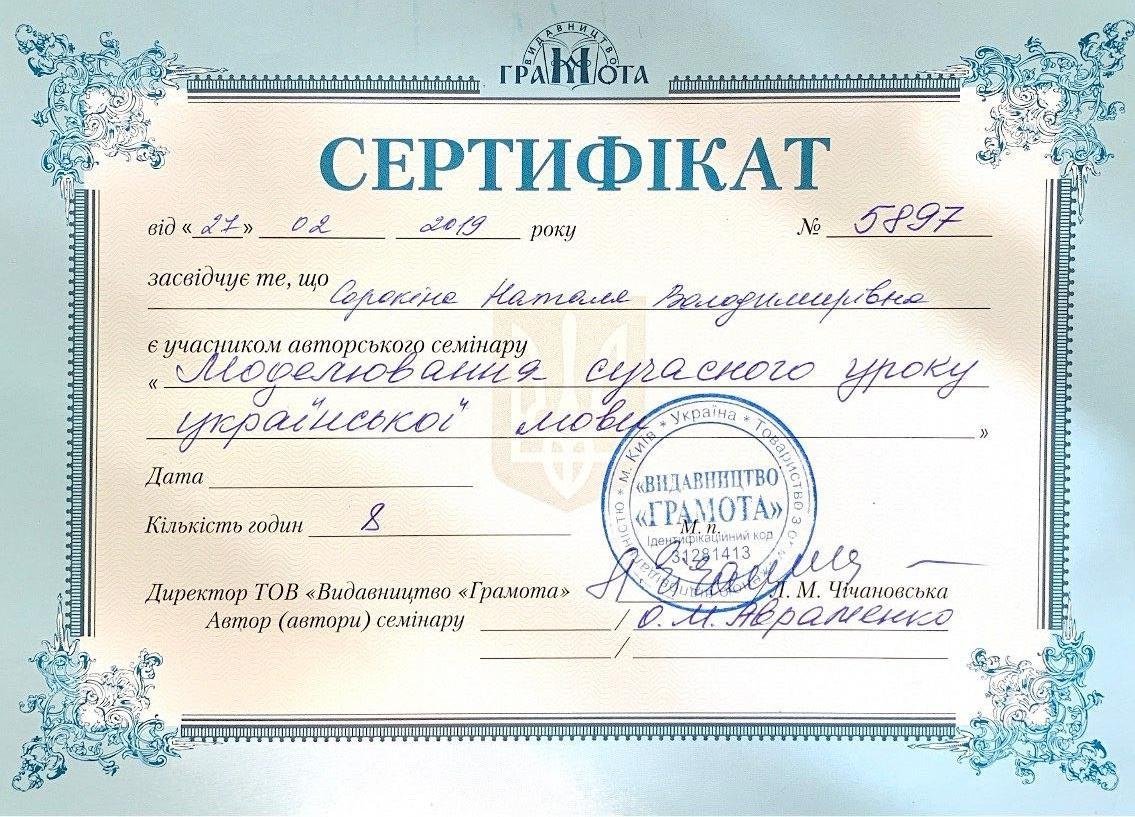 ВИДАВНИЦТВО
ГРАМОТА
СЕРТИФІКАТ
від «27» 02 2019 року № 5897
засвідчує те, що
Сорокіна Наталя Володимирівна
є учасником авторського семінару
« Моделювання сучасного уроку
української мови »
Дата
Кількість годин 8
М. п.
* м. Київ * Україна * Товариство з
«ВИДАВНИЦТВО
«ГРАМОТА»
Ідентифікаційний код
31281413
Директор ТОВ «Видавництво «Грамота» Л. М. Чічановська
Автор (автори) семінару / О. М. Авраменко
/